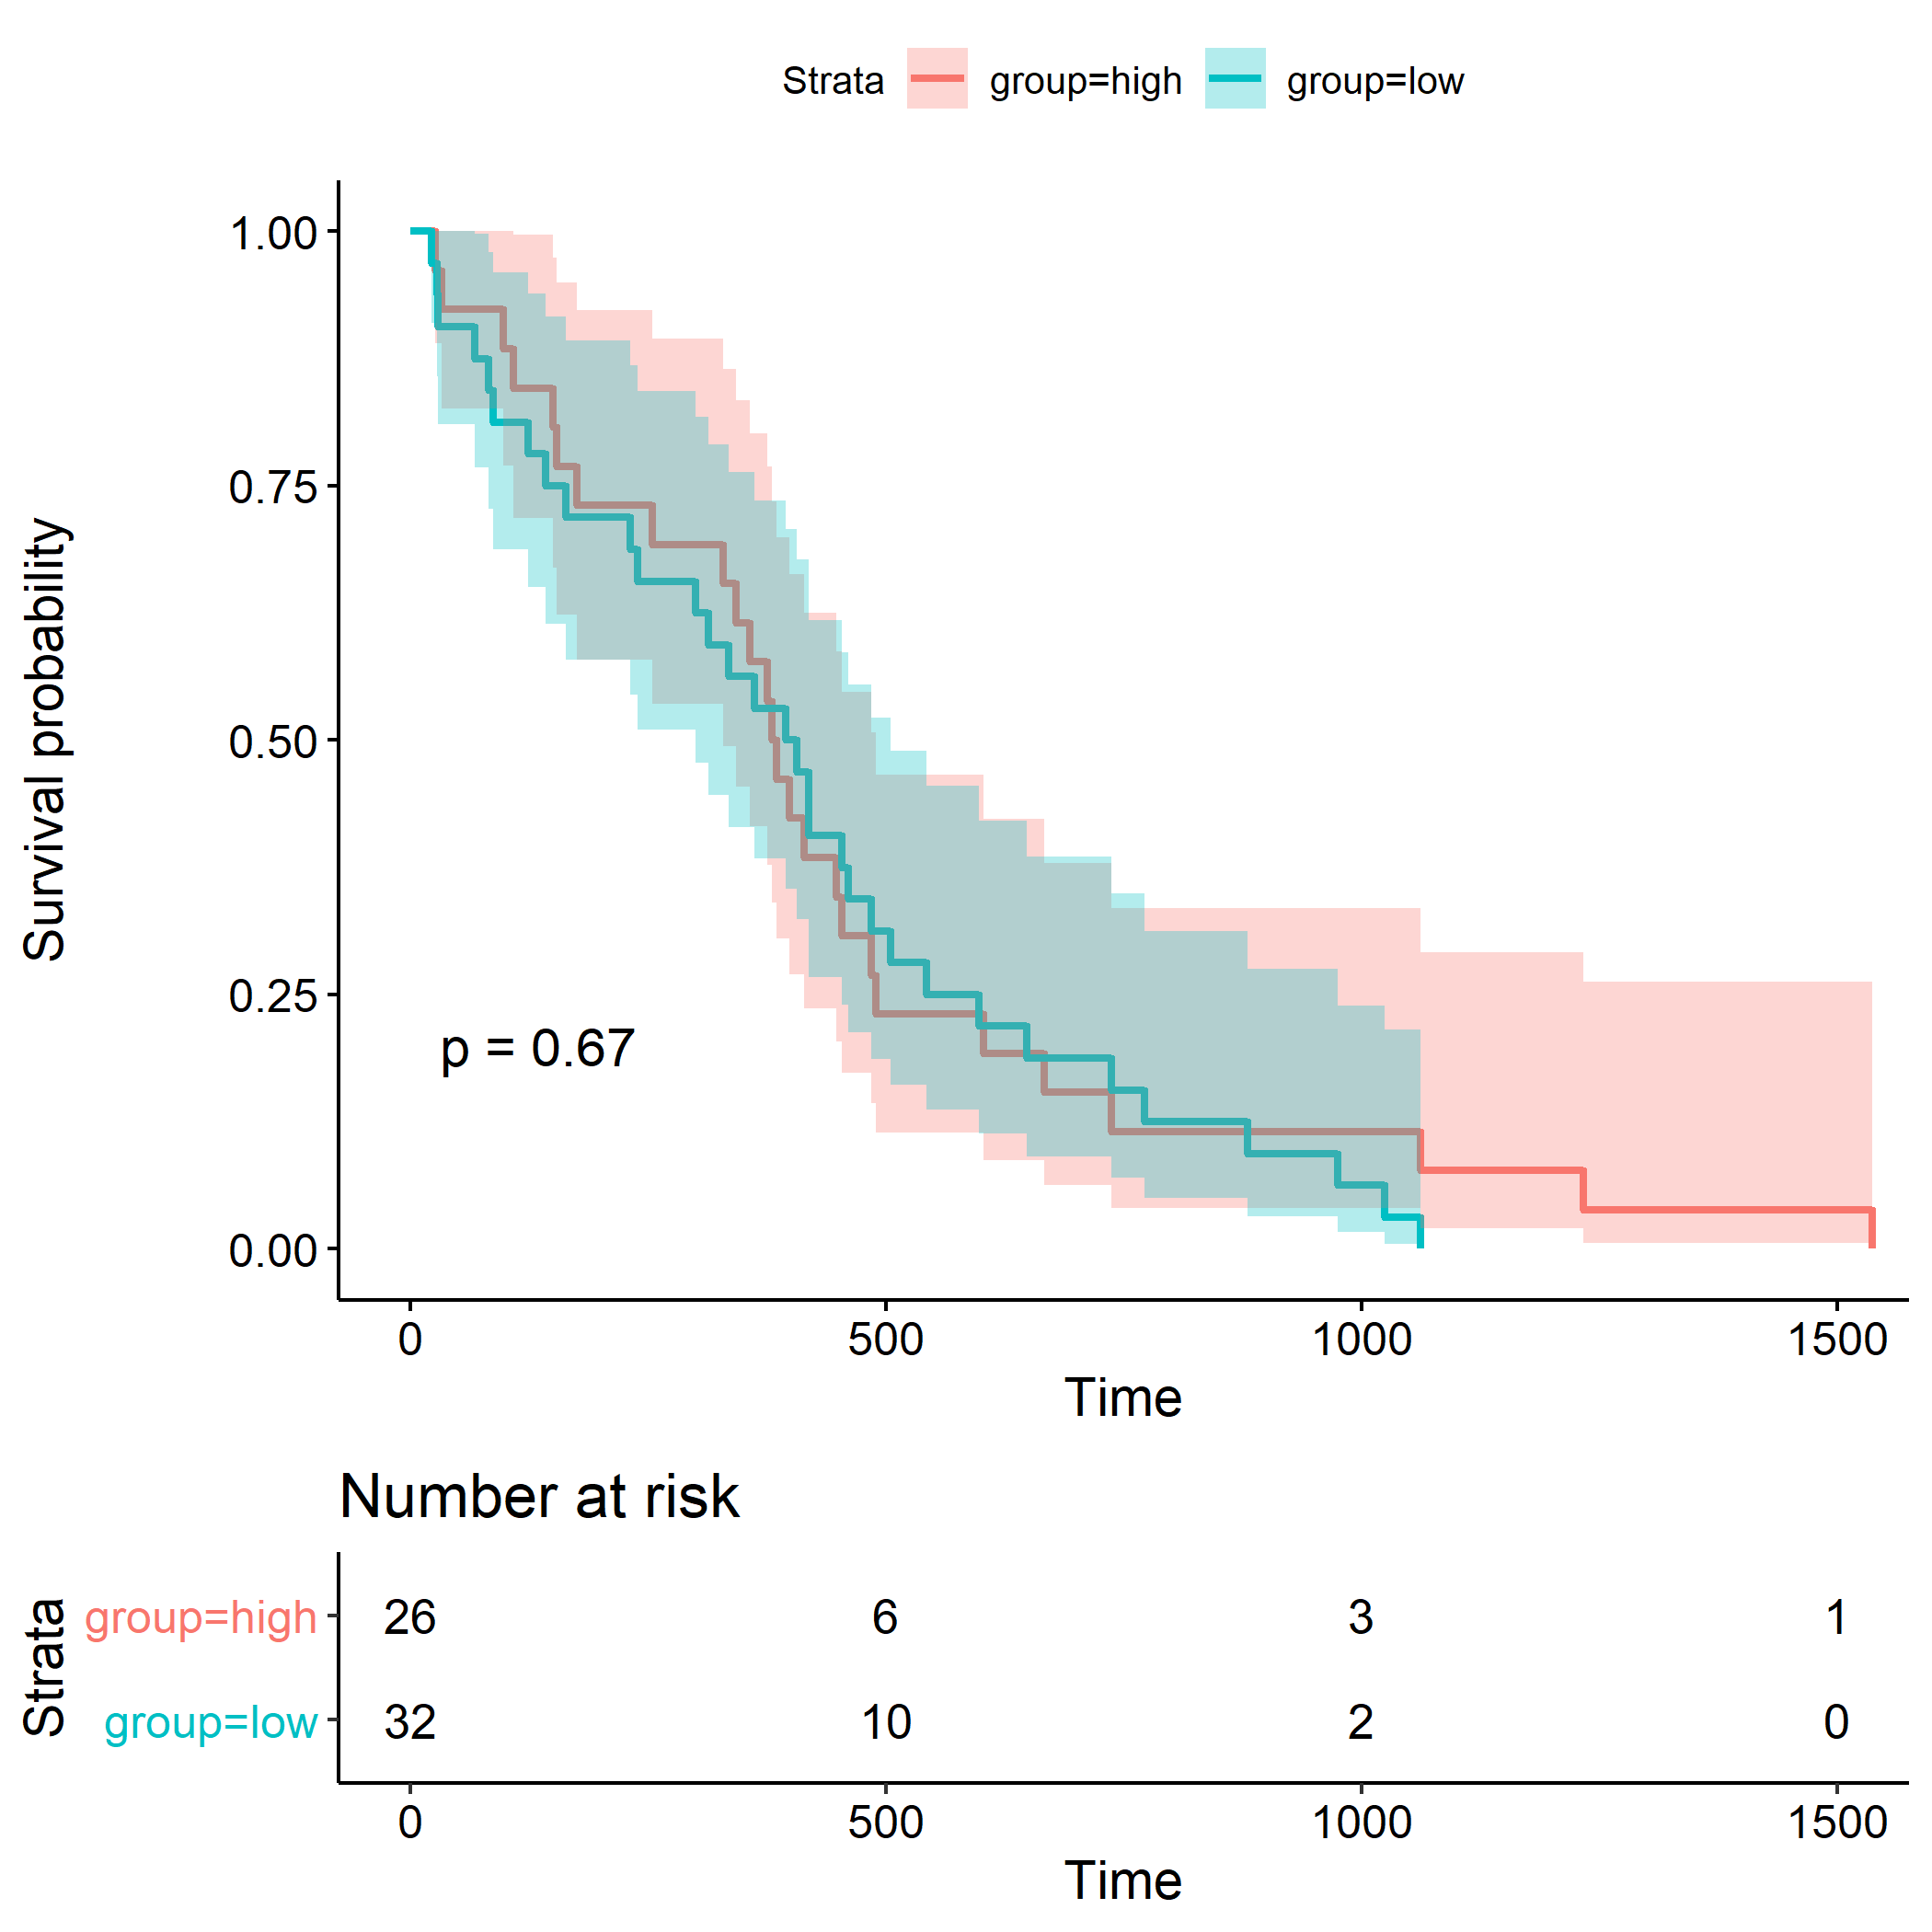 Strata group=high group=low
1.00
0.75
0.50
0.25
0.00
Survival probability
p = 0.67
0 500 1000 1500
Time
Number at risk
Strata
group=high 26 6 3 1
group=low 32 10 2 0
0 500 1000 1500
Time